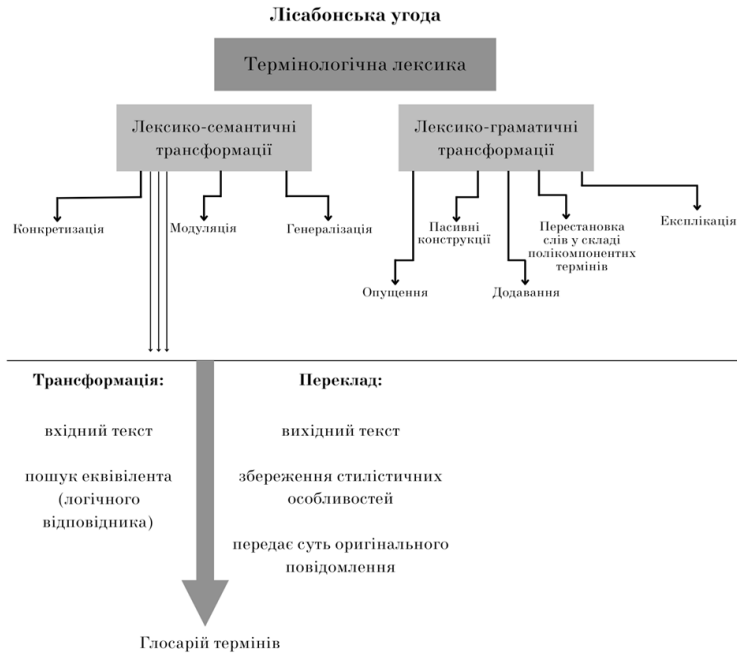 Лісабонська угода
Термінологічна лексика
Лексико-семантичні
трансформації
Лексико-граматичні
трансформації
Конкретизація
Модуляція
Генералізація
Пасивні
конструкції
Перестановка
слів у складі
полікомпонентнх
термінів
Експлікація
Опущення
Додавання
Трансформація:
вхідний текст
пошук еквівілента
(логічного
відповідника)
Переклад:
вихідний текст
збереження стилістичних
особливостей
передає суть оригінального
повідомлення
Глосарій термінів